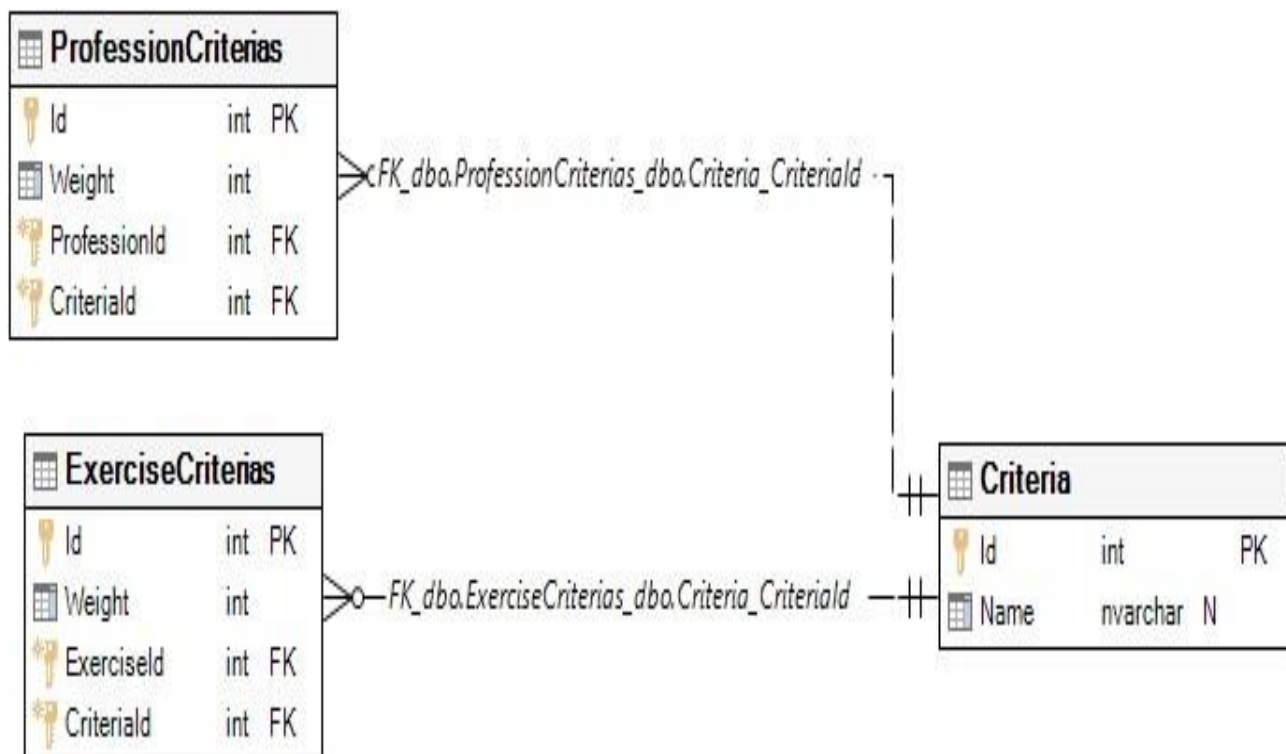 ProfessionCriterias
Id int PK
Weight int
ProfessionId int FK
CriteriaId int FK
FK_dbo.ProfessionCriterias_dbo.Criteria_CriteriaId
ExerciseCriterias
Id int PK
Weight int
ExerciseId int FK
CriteriaId int FK
FK_dbo.ExerciseCriterias_dbo.Criteria_CriteriaId
Criteria
Id int PK
Name nvarchar N